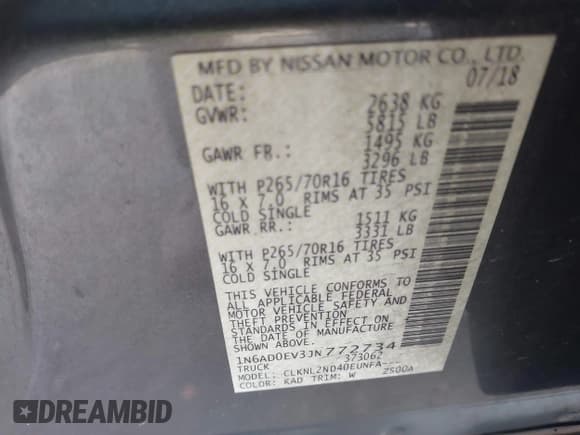 MFD BY NISSAN MOTOR CO., LTD.
DATE: 07/18
GVWR: 2638 KG
5815 LB
GAWR FR.: 1495 KG
3296 LB
WITH P265/70R16 TIRES
16 X 7.0 RIMS AT 35 PSI
COLD SINGLE
GAWR RR.: 1511 KG
3331 LB
WITH P265/70R16 TIRES
16 X 7.0 RIMS AT 35 PSI
COLD SINGLE
THIS VEHICLE CONFORMS TO
ALL APPLICABLE FEDERAL
MOTOR VEHICLE SAFETY AND
THEFT PREVENTION
STANDARDS IN EFFECT ON
THE DATE OF MANUFACTURE
SHOWN ABOVE.
1N6AD0EV3JN772734
TRUCK 373062
MODEL: CLKNL2ND40EUNFA---
COLOR: KAD TRIM: W 2500A
DREAMBID